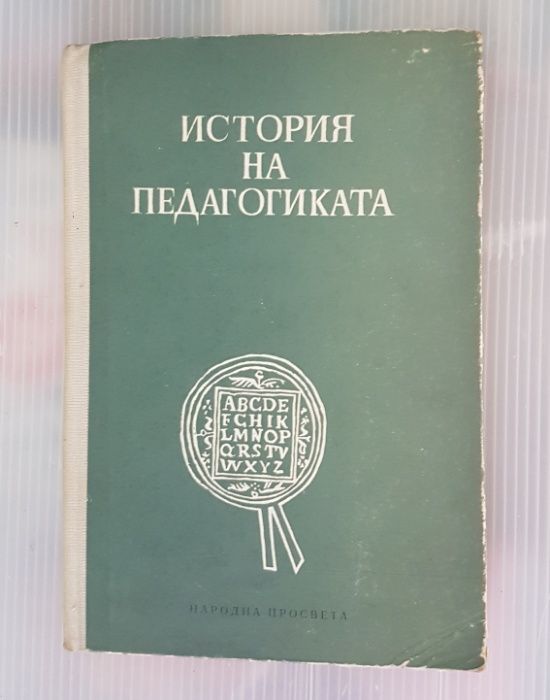 ИСТОРИЯ
НА
ПЕДАГОГИКАТА
ABCDE
FGHIK
LMNOP
QRSTV
WXYZ
НАРОДНА ПРОСВЕТА